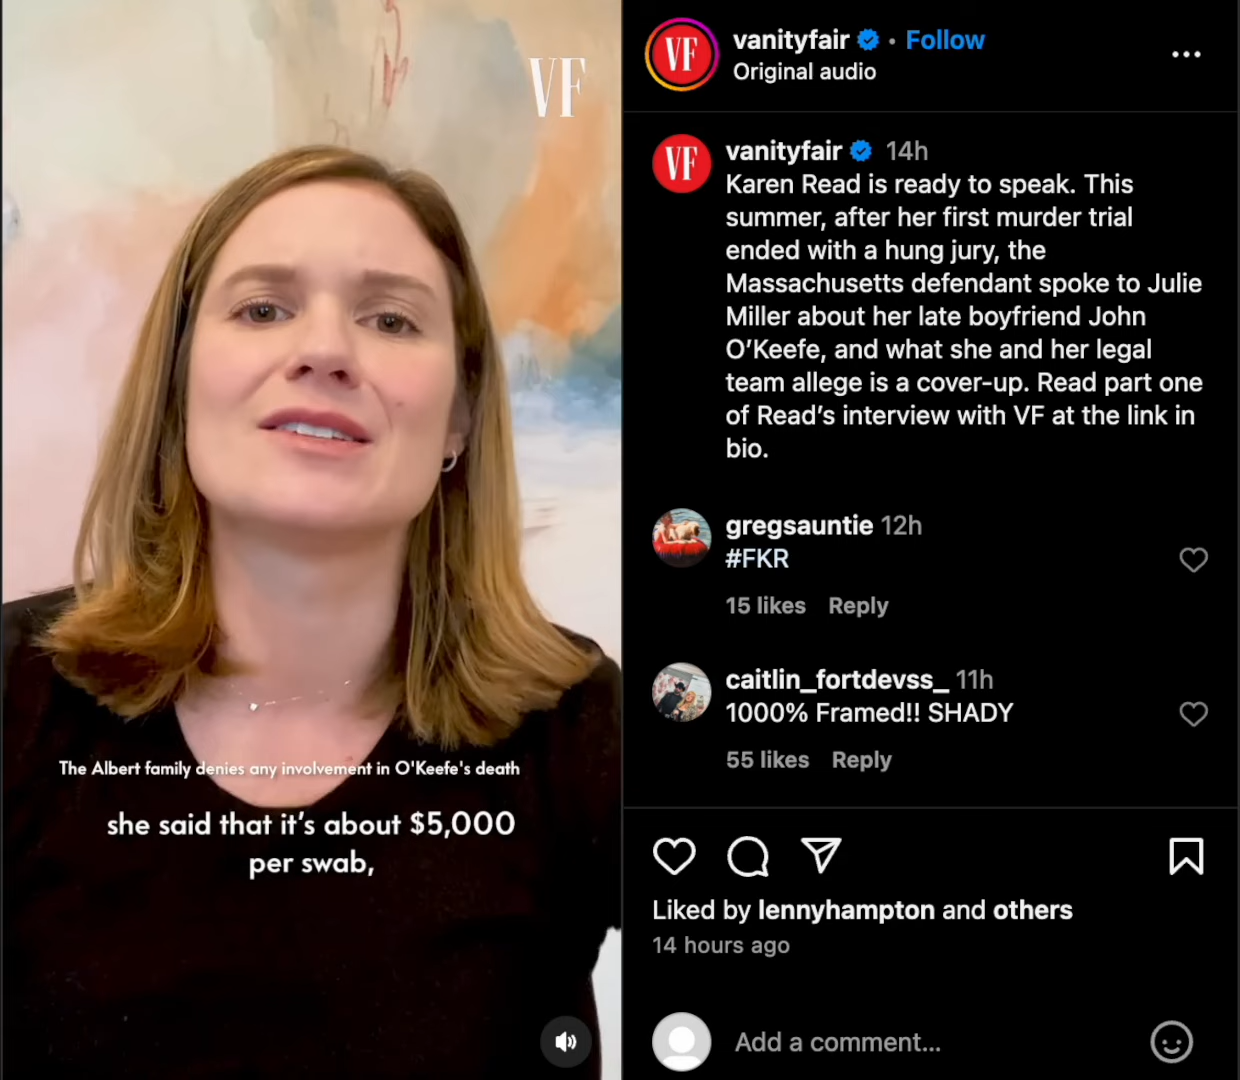 VF
The Albert family denies any involvement in O'Keefe's death
she said that it's about $5,000
per swab,
VF
vanityfair • Follow
Original audio
VF
vanityfair 14h
Karen Read is ready to speak. This
summer, after her first murder trial
ended with a hung jury, the
Massachusetts defendant spoke to Julie
Miller about her late boyfriend John
O’Keefe, and what she and her legal
team allege is a cover-up. Read part one
of Read’s interview with VF at the link in
bio.
gregsauntie 12h
#FKR
15 likes Reply
caitlin_fortdevss_ 11h
1000% Framed!! SHADY
55 likes Reply
Liked by lennyhampton and others
14 hours ago
Add a comment...